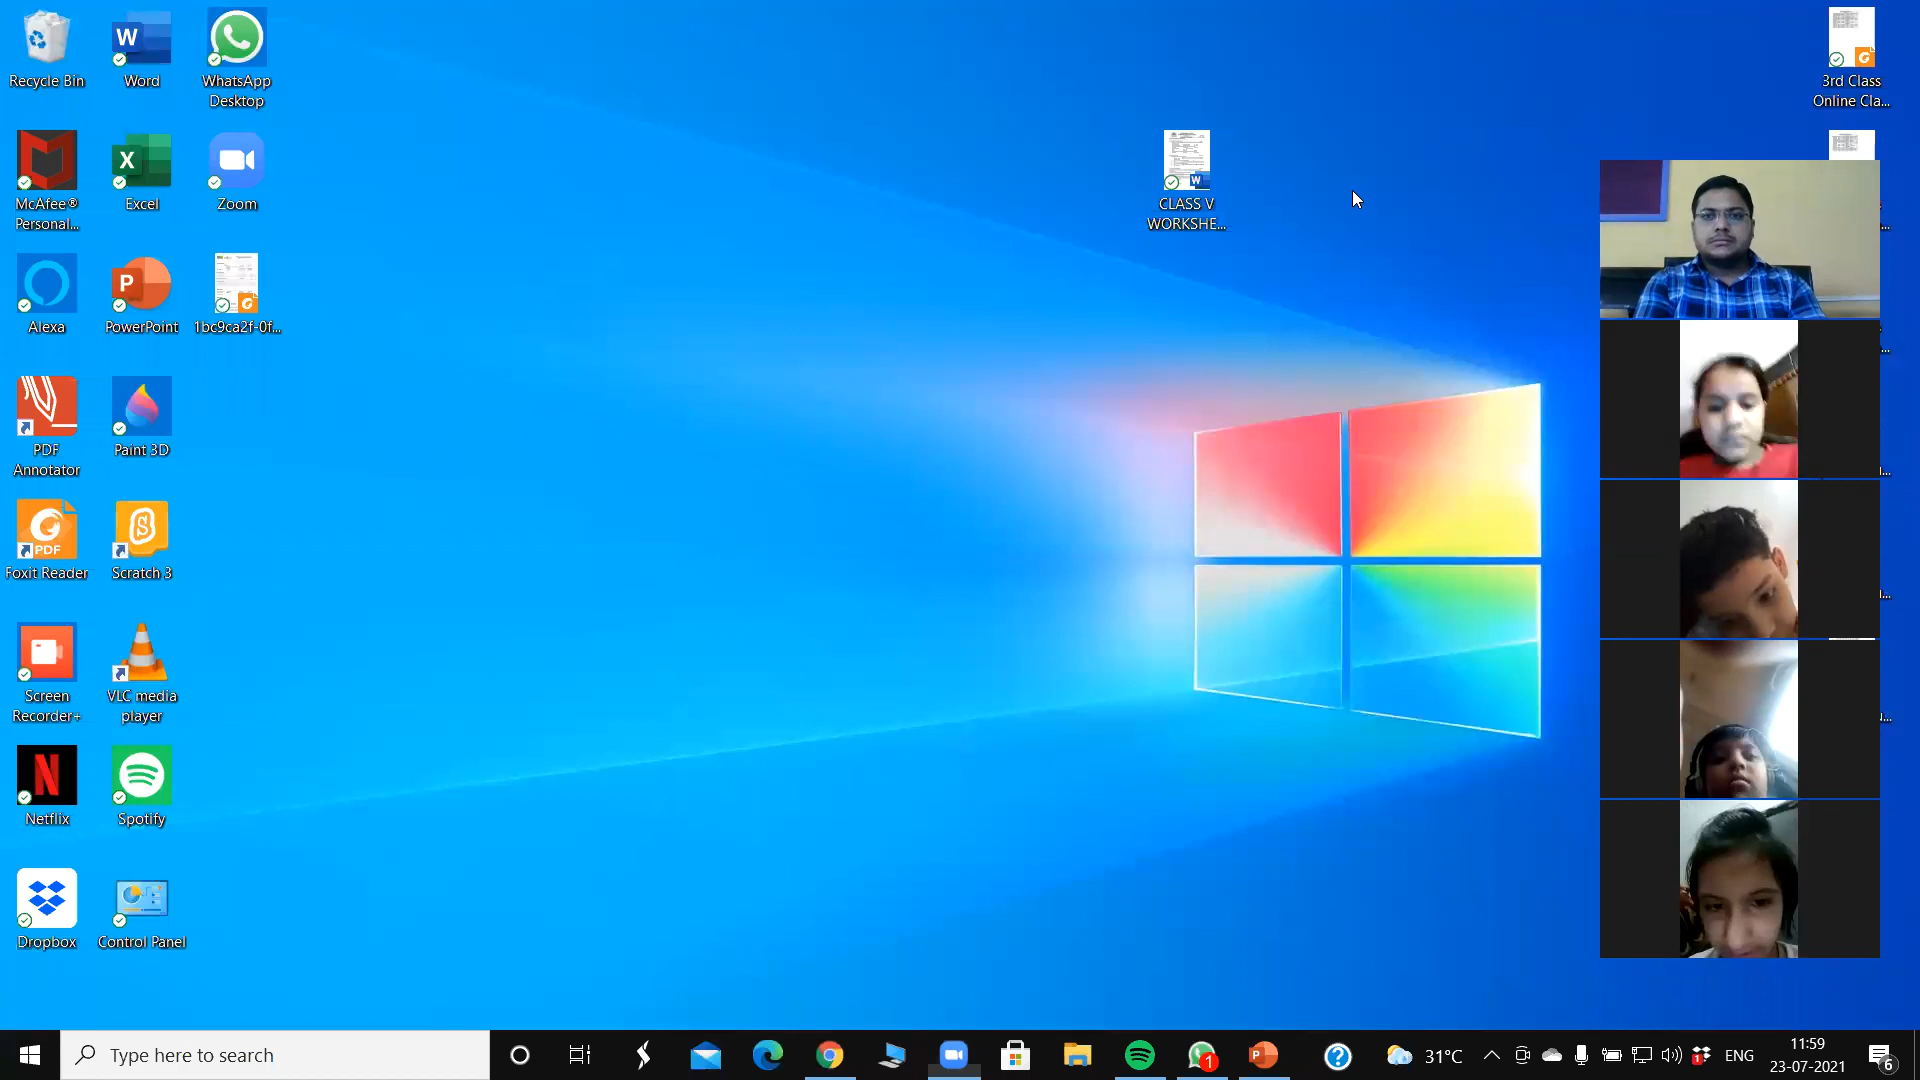 Recycle Bin
Word
WhatsApp
Desktop
3rd Class
Online Cla...
McAfee®
Personal...
Excel
Zoom
CLASS V
WORKSHE...
Alexa
PowerPoint
1bc9ca2f-0f...
PDF
Annotator
Paint 3D
Foxit Reader
Scratch 3
Screen
Recorder+
VLC media
player
Netflix
Spotify
Dropbox
Control Panel
Type here to search
31°C
ENG
11:59
23-07-2021
6